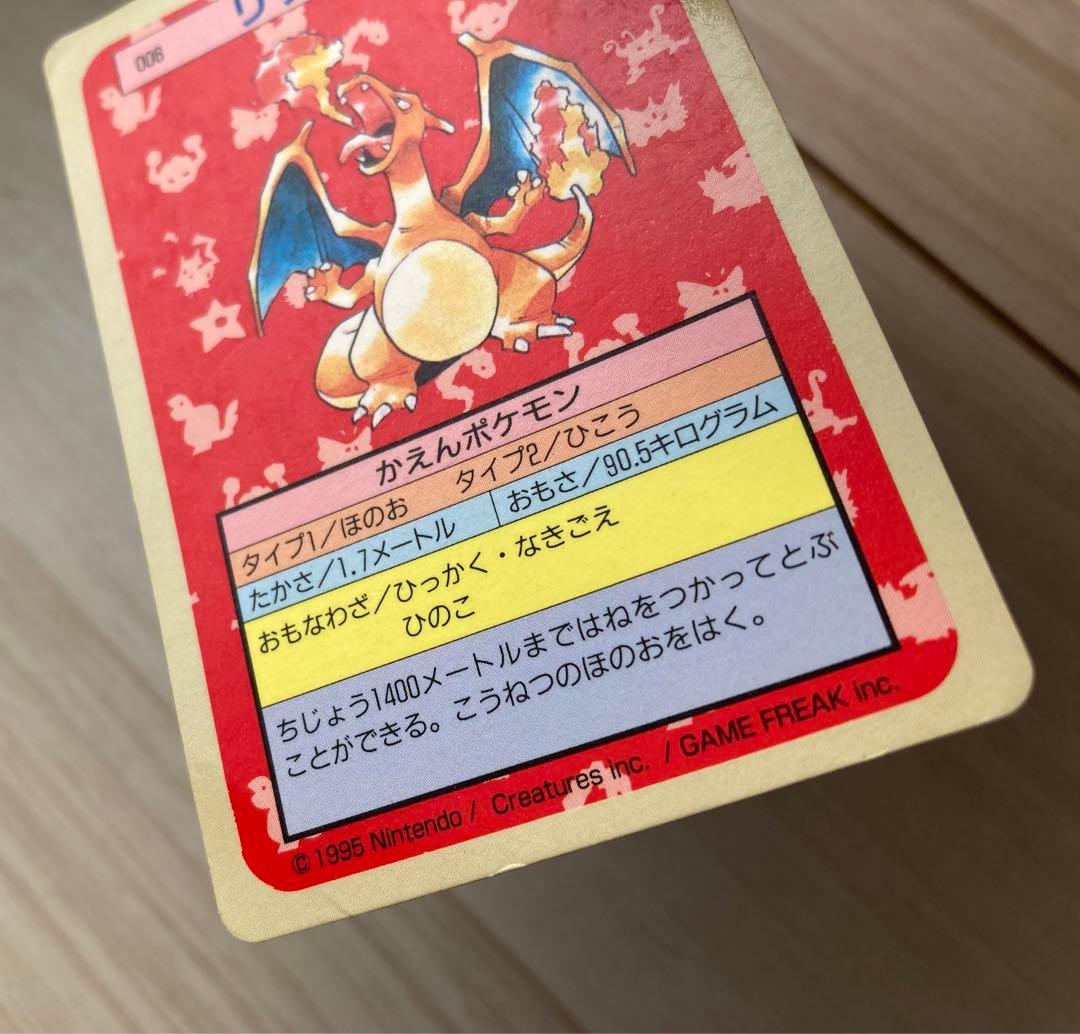 006
かえんポケモン
タイプ1/ほのお タイプ2/ひこう
たかさ/1.7メートル おもさ/90.5キログラム
おもなわざ/ひっかく・なきごえ
ひのこ
ちじょう1400メートルまではねをつかってとぶ
ことができる。こうねつのほのおをはく。
©1995 Nintendo / Creatures inc. / GAME FREAK inc.